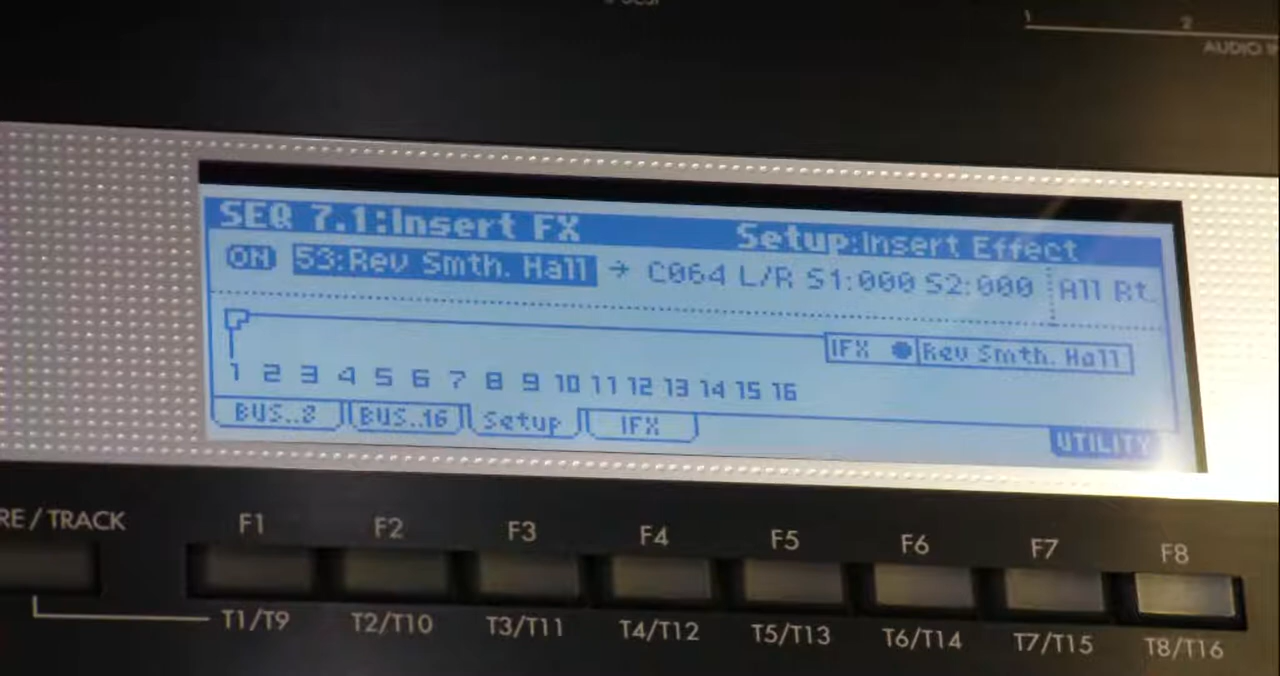 1 2
AUDIO
SEQ 7.1:Insert FX Setup:Insert Effect
ON 53:Rev Smth. Hall → C064 L/R S1:000 S2:000 All Rt.
IFX Rev Smth. Hall
1 2 3 4 5 6 7 8 9 10 11 12 13 14 15 16
BUS..8 BUS..16 Setup IFX UTILITY
RE/TRACK F1 F2 F3 F4 F5 F6 F7 F8
T1/T9 T2/T10 T3/T11 T4/T12 T5/T13 T6/T14 T7/T15 T8/T16